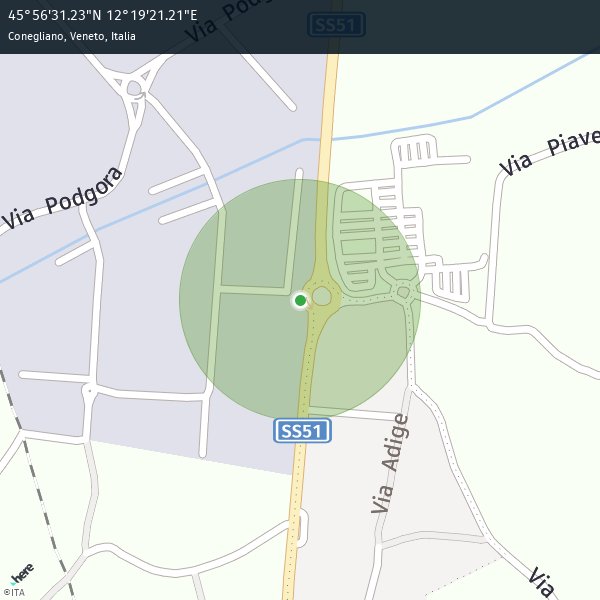 45°56'31.23"N 12°19'21.21"E
Conegliano, Veneto, Italia
Via Podgora
SS51
Via Piave
Via Podgora
SS51
Via Adige
Via
here
©ITA